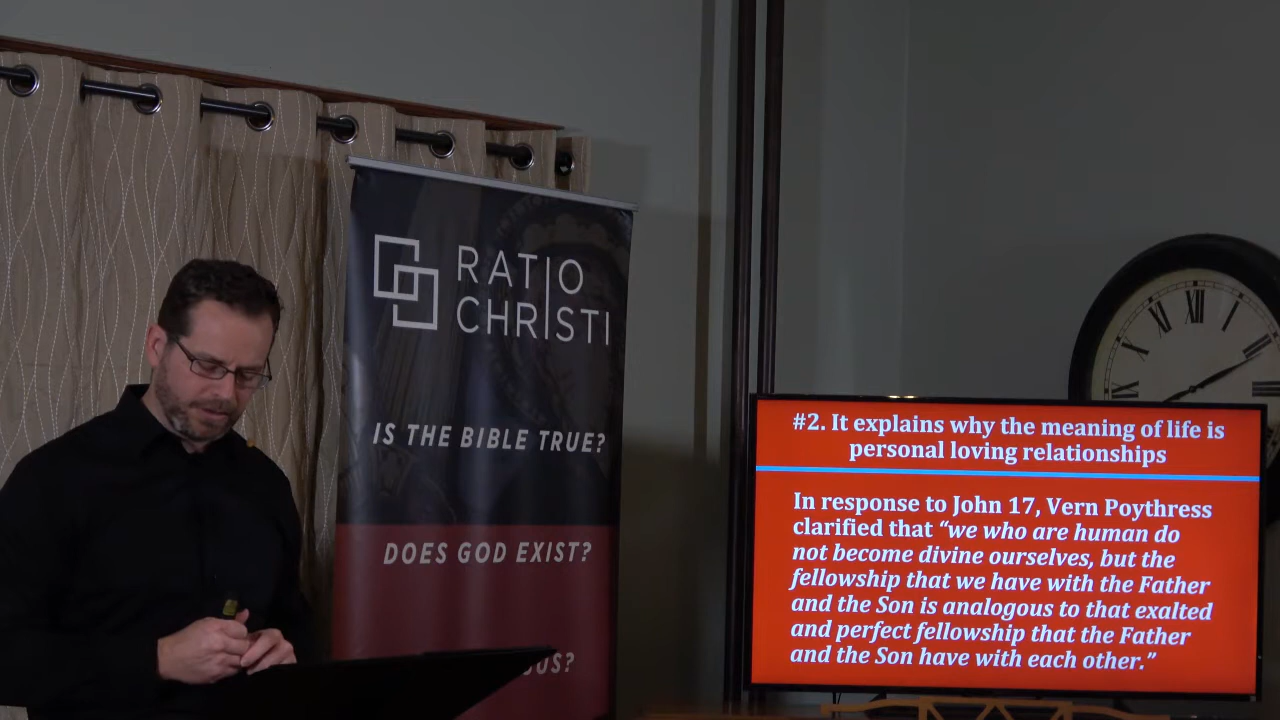 RATIO
CHRISTI
IS THE BIBLE TRUE?
DOES GOD EXIST?
US?
#2. It explains why the meaning of life is
personal loving relationships
In response to John 17, Vern Poythress
clarified that “we who are human do
not become divine ourselves, but the
fellowship that we have with the Father
and the Son is analogous to that exalted
and perfect fellowship that the Father
and the Son have with each other.”
XII
I
II